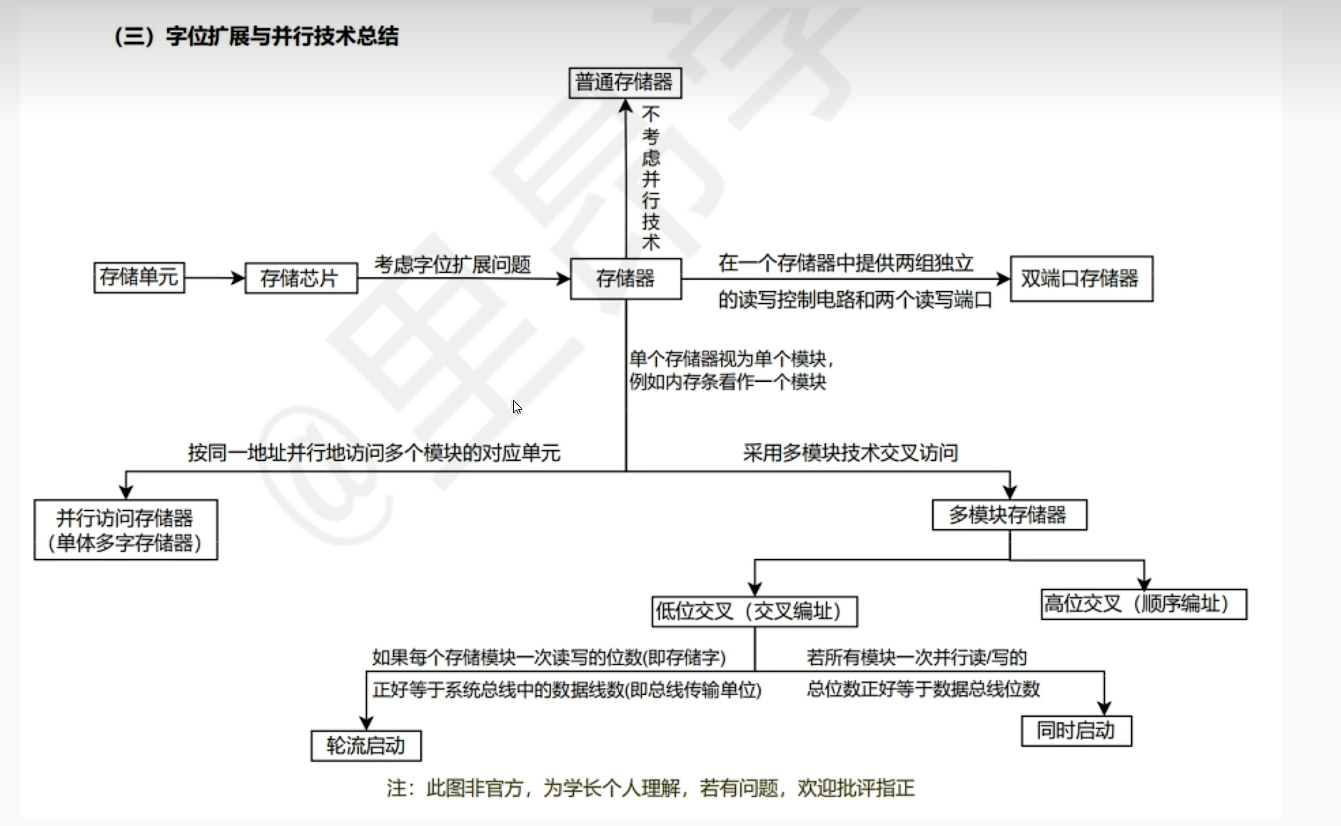 （三）字位扩展与并行技术总结
普通存储器
不考虑并行技术
存储单元
存储芯片
考虑字位扩展问题
存储器
在一个存储器中提供两组独立
的读写控制电路和两个读写端口
双端口存储器
单个存储器视为单个模块，
例如内存条看作一个模块
按同一地址并行地访问多个模块的对应单元
采用多模块技术交叉访问
并行访问存储器
（单体多字存储器）
多模块存储器
低位交叉（交叉编址）
高位交叉（顺序编址）
如果每个存储模块一次读写的位数(即存储字)
正好等于系统总线中的数据线数(即总线传输单位)
若所有模块一次并行读/写的
总位数正好等于数据总线位数
轮流启动
同时启动
注：此图非官方，为学长个人理解，若有问题，欢迎批评指正
@里昂学